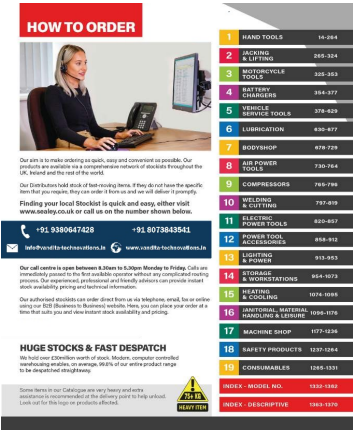 HOW TO ORDER
Our aim is to make ordering as quick, easy and convenient as possible. Our
products are available via a comprehensive network of stockists throughout the
UK, Ireland and the rest of the world.
Our Distributors hold stock of fast-moving items. If they do not have the specific
item that you require, they can order it from us and we will deliver it promptly.
Finding your local Stockist is quick and easy, either visit
www.sealey.co.uk or call us on the number shown below.
+91 9380647428 +91 8073843541
info@vandita-technovations.in www.vandita-technovations.in
Our call centre is open between 8.30am to 5.30pm Monday to Friday. Calls are
immediately passed to the first available operator without any complicated routing
process. Our experienced, professional and friendly advisors can provide instant
stock availability, pricing and technical information.
Our authorised stockists can order direct from us via telephone, email, fax or online
using our B2B (Business to Business) website. Here, you can place your order at a
time that suits you and view instant stock availability and pricing.
HUGE STOCKS & FAST DESPATCH
We hold over £30million worth of stock. Modern, computer controlled
warehousing enables, on average, 99.0% of our entire product range
to be despatched straightaway.
Some items in our Catalogue are very heavy and extra
assistance is recommended at the delivery point to help unload.
Look out for this logo on products affected.
75+ KG
HEAVY ITEM
1 HAND TOOLS 14-264
2 JACKING
& LIFTING 265-324
3 MOTORCYCLE
TOOLS 325-353
4 BATTERY
CHARGERS 354-377
5 VEHICLE
SERVICE TOOLS 378-629
6 LUBRICATION 630-677
7 BODYSHOP 678-729
8 AIR POWER
TOOLS 730-764
9 COMPRESSORS 765-796
10 WELDING
& CUTTING 797-819
11 ELECTRIC
POWER TOOLS 820-857
12 POWER TOOL
ACCESSORIES 858-912
13 LIGHTING
& POWER 913-953
14 STORAGE
& WORKSTATIONS 954-1073
15 HEATING
& COOLING 1074-1095
16 JANITORIAL, MATERIAL
HANDLING & LEISURE 1096-1176
17 MACHINE SHOP 1177-1236
18 SAFETY PRODUCTS 1237-1264
19 CONSUMABLES 1265-1331
INDEX - MODEL NO. 1332-1362
INDEX - DESCRIPTIVE 1363-1370